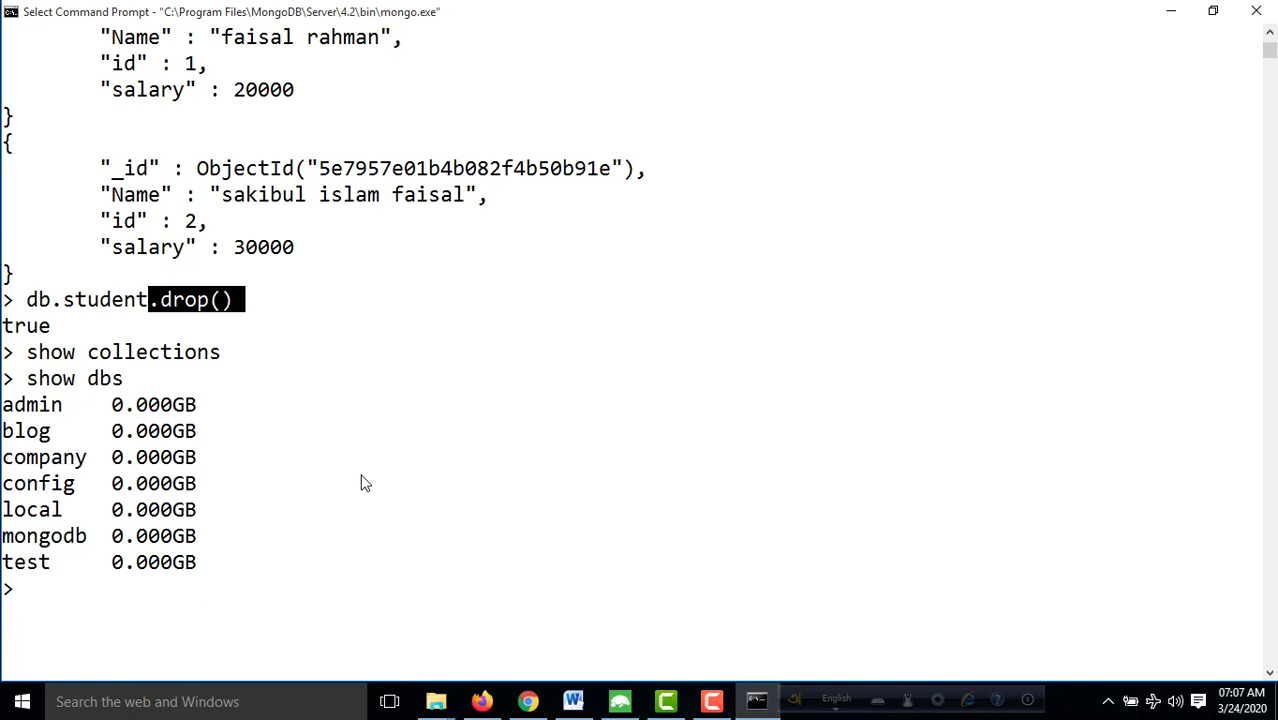 Select Command Prompt - "C:\Program Files\MongoDB\Server\4.2\bin\mongo.exe"
"Name" : "faisal rahman",
"id" : 1,
"salary" : 20000
}
{
"_id" : ObjectId("5e7957e01b4b082f4b50b91e"),
"Name" : "sakibul islam faisal",
"id" : 2,
"salary" : 30000
}
> db.student.drop()
true
> show collections
> show dbs
admin 0.000GB
blog 0.000GB
company 0.000GB
config 0.000GB
local 0.000GB
mongodb 0.000GB
test 0.000GB
>
Search the web and Windows
English
07:07 AM
3/24/2020